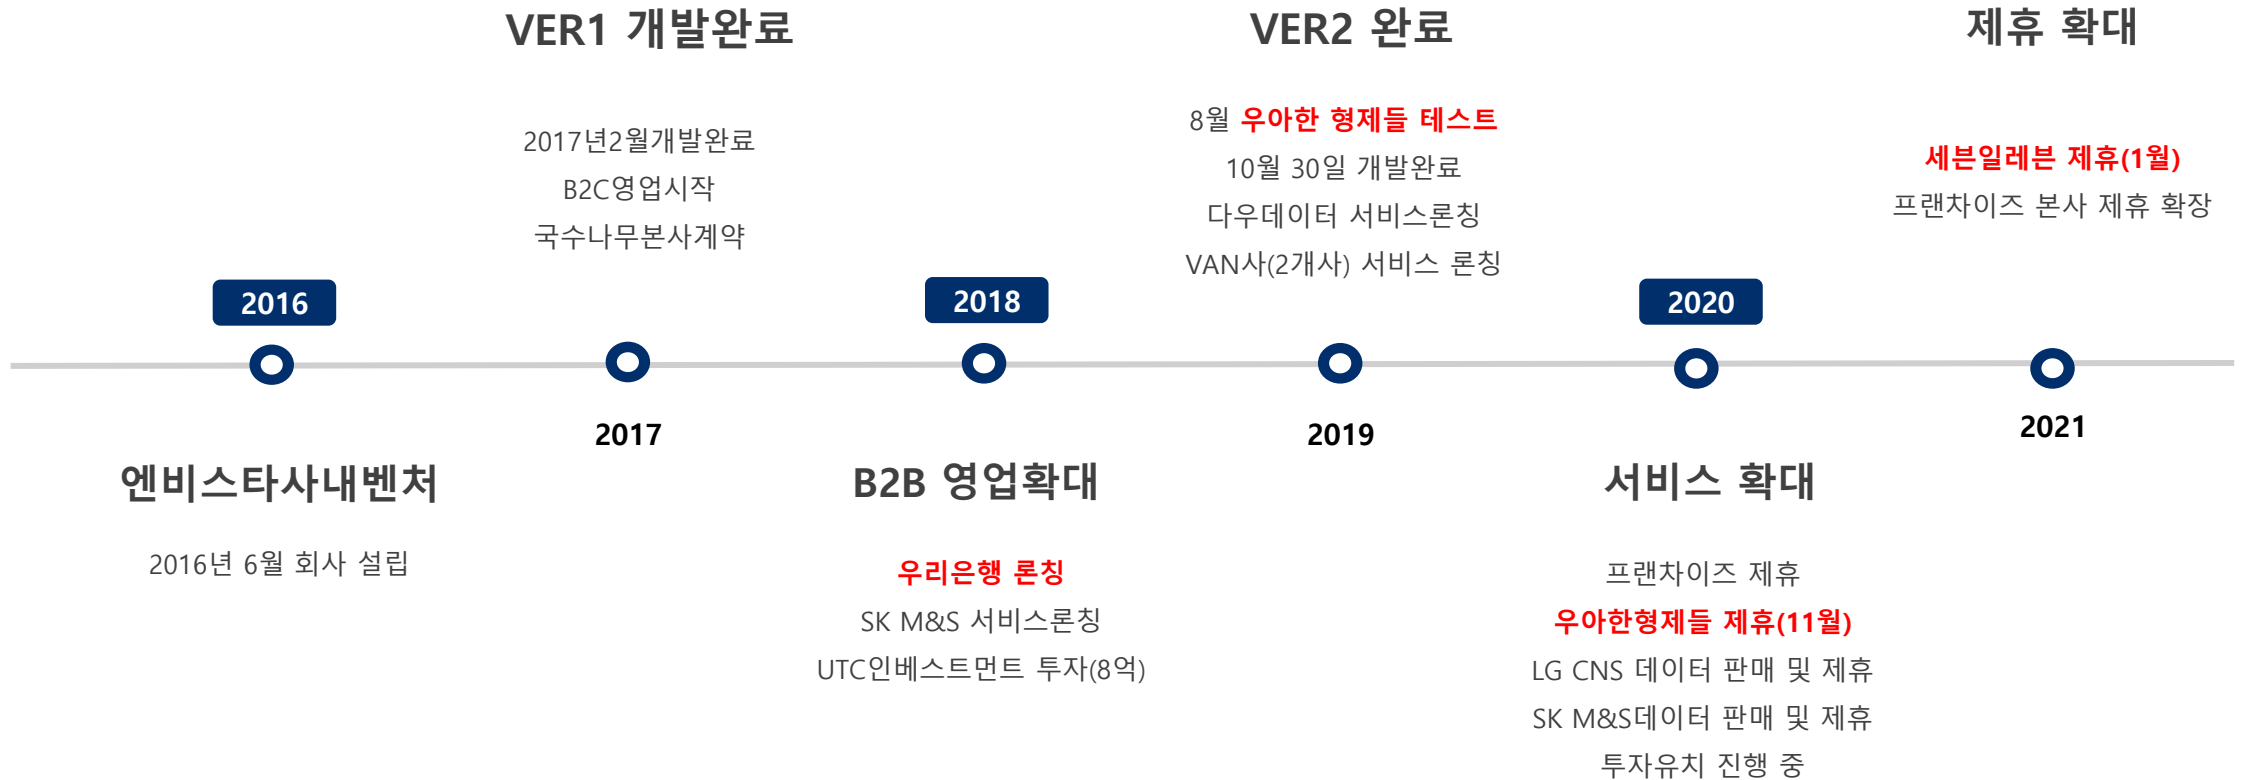 VER1 개발완료
2017년2월개발완료
B2C영업시작
국수나무본사계약
VER2 완료
8월 우아한 형제들 테스트
10월 30일 개발완료
다우데이터 서비스론칭
VAN사(2개사) 서비스 론칭
제휴 확대
세븐일레븐 제휴(1월)
프랜차이즈 본사 제휴 확장
2016
2018
2020
2017
2019
2021
엔비스타사내벤처
2016년 6월 회사 설립
B2B 영업확대
우리은행 론칭
SK M&S 서비스론칭
UTC인베스트먼트 투자(8억)
서비스 확대
프랜차이즈 제휴
우아한형제들 제휴(11월)
LG CNS 데이터 판매 및 제휴
SK M&S데이터 판매 및 제휴
투자유치 진행 중